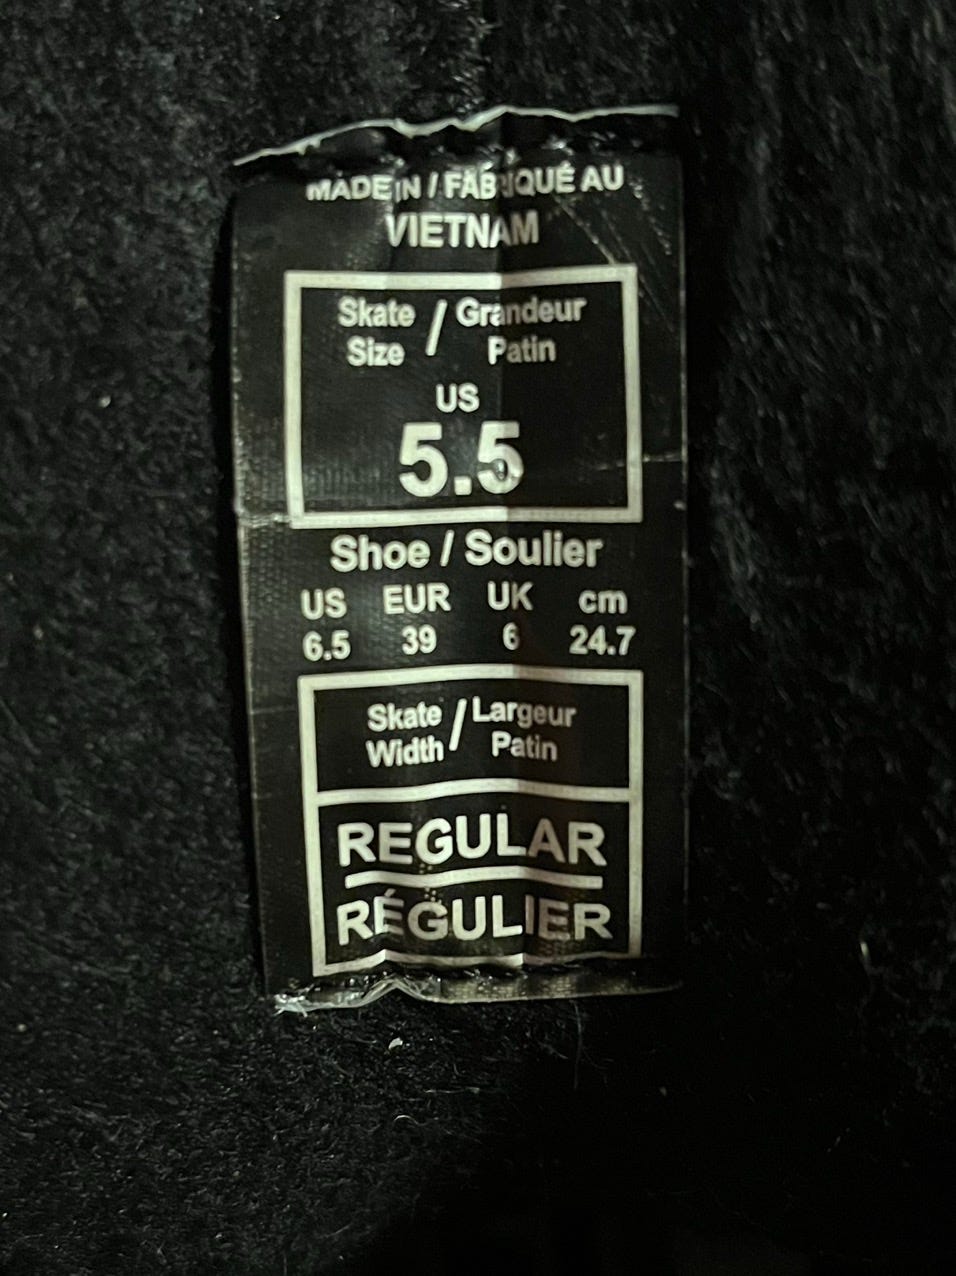 MADE IN / FABRIQUÉ AU
VIETNAM
Skate / Grandeur
Size Patin
US
5.5
Shoe / Soulier
US EUR UK cm
6.5 39 6 24.7
Skate / Largeur
Width Patin
REGULAR
RÉGULIER